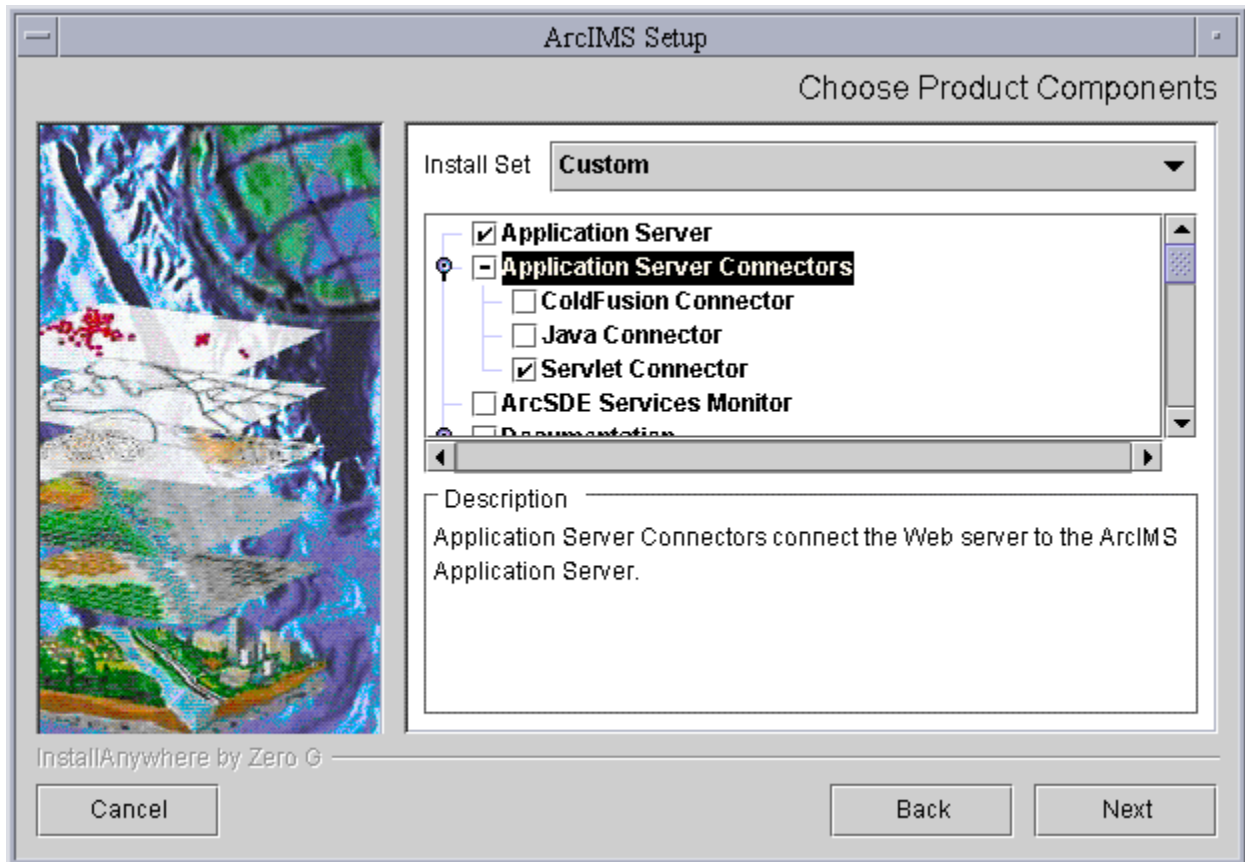 ArcIMS Setup
Choose Product Components
Install Set Custom
Application Server
Application Server Connectors
ColdFusion Connector
Java Connector
Servlet Connector
ArcSDE Services Monitor
Documentation
Description
Application Server Connectors connect the Web server to the ArcIMS
Application Server.
InstallAnywhere by Zero G
Cancel Back Next